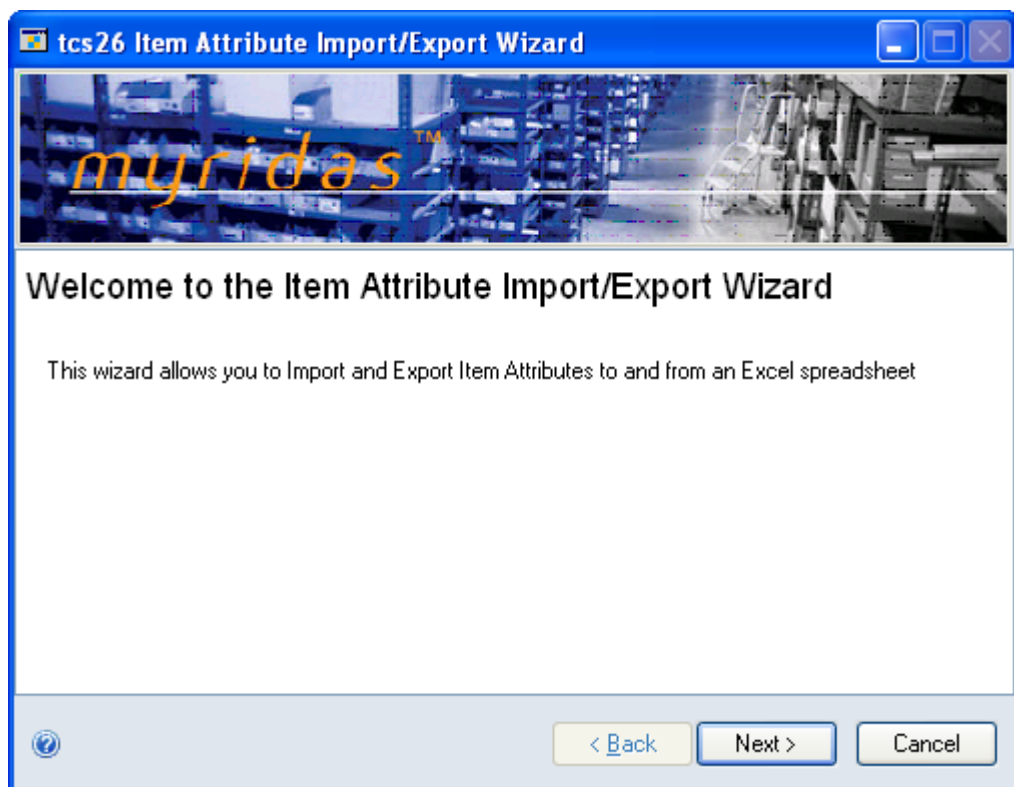 tcs26 Item Attribute Import/Export Wizard
myridas™
Welcome to the Item Attribute Import/Export Wizard
This wizard allows you to Import and Export Item Attributes to and from an Excel spreadsheet
< Back Next > Cancel